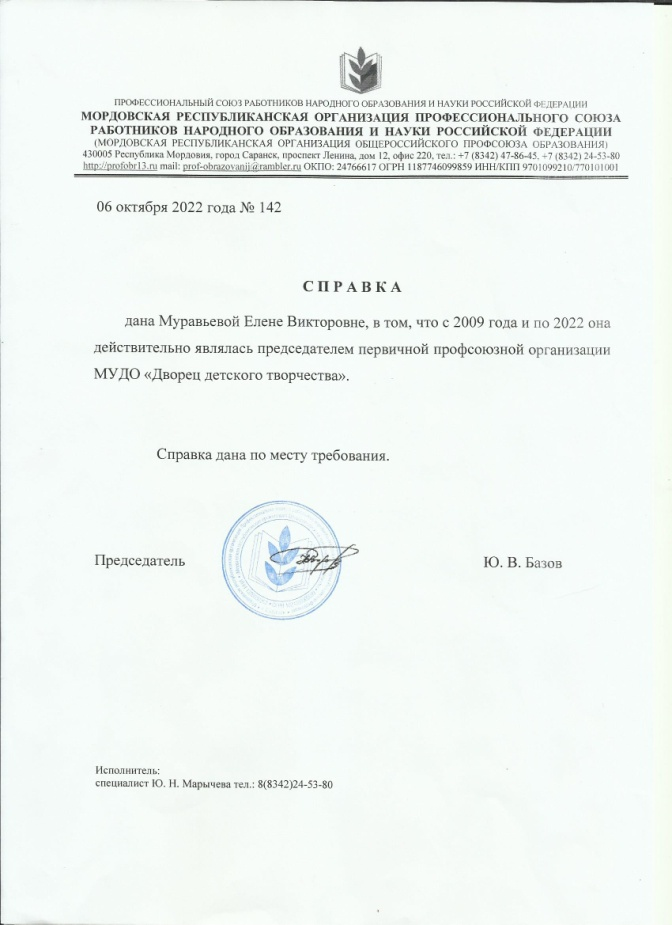 ПРОФЕССИОНАЛЬНЫЙ СОЮЗ РАБОТНИКОВ НАРОДНОГО ОБРАЗОВАНИЯ И НАУКИ РОССИЙСКОЙ ФЕДЕРАЦИИ
МОРДОВСКАЯ РЕСПУБЛИКАНСКАЯ ОРГАНИЗАЦИЯ ПРОФЕССИОНАЛЬНОГО СОЮЗА
РАБОТНИКОВ НАРОДНОГО ОБРАЗОВАНИЯ И НАУКИ РОССИЙСКОЙ ФЕДЕРАЦИИ
(МОРДОВСКАЯ РЕСПУБЛИКАНСКАЯ ОРГАНИЗАЦИЯ ОБЩЕРОССИЙСКОГО ПРОФСОЮЗА ОБРАЗОВАНИЯ)
430005 Республика Мордовия, город Саранск, проспект Ленина, дом 12, офис 220, тел.: +7 (8342) 47-86-45, +7 (8342) 24-53-80
http://profobr13.ru mail: prof-obrazovanij@rambler.ru ОКПО: 24766617 ОГРН 1187746099859 ИНН/КПП 9701099210/770101001
06 октября 2022 года № 142
СПРАВКА
дана Муравьевой Елене Викторовне, в том, что с 2009 года и по 2022 она
действительно являлась председателем первичной профсоюзной организации
МУДО «Дворец детского творчества».
Справка дана по месту требования.
Председатель Ю. В. Базов
Исполнитель:
специалист Ю. Н. Марычева тел.: 8(8342)24-53-80